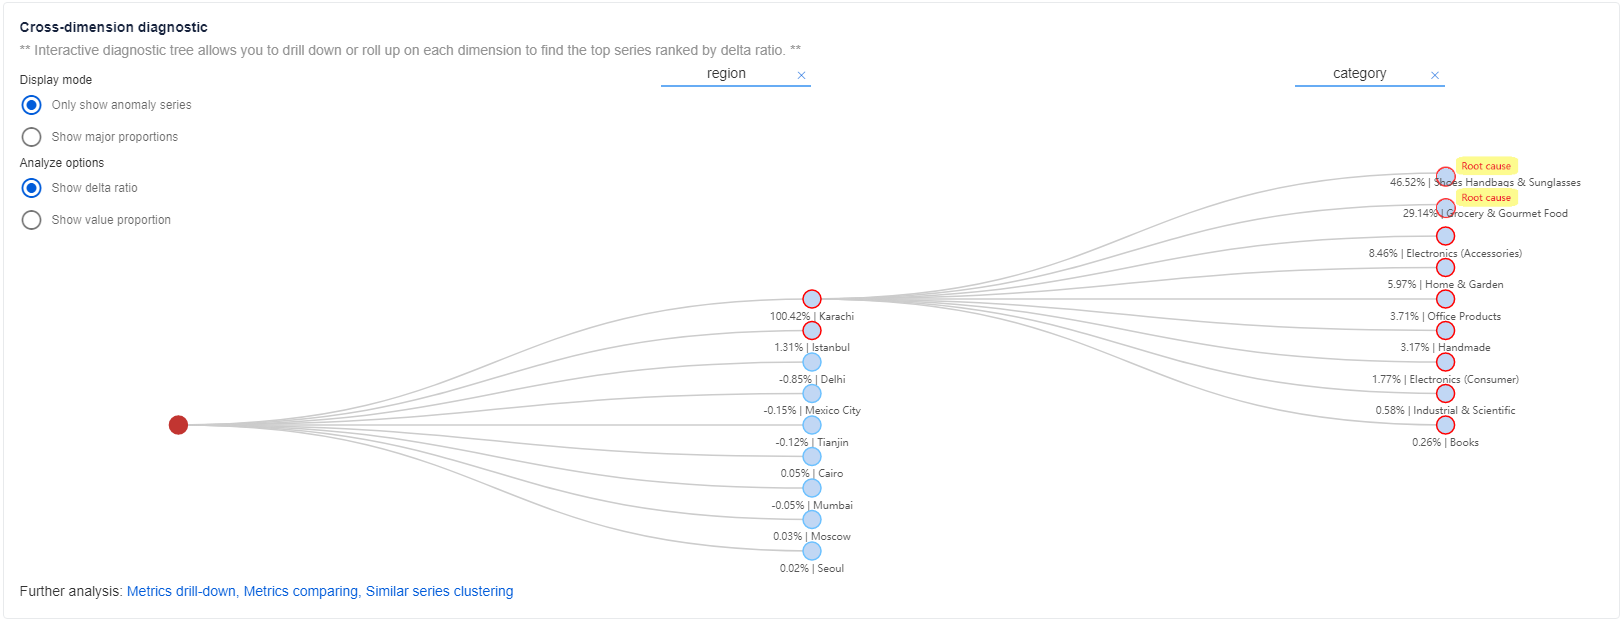 Cross-dimension diagnostic
** Interactive diagnostic tree allows you to drill down or roll up on each dimension to find the top series ranked by delta ratio. **
Display mode
Only show anomaly series
Show major proportions
Analyze options
Show delta ratio
Show value proportion
region ×
category ×
100.42% | Karachi
1.31% | Istanbul
-0.85% | Delhi
-0.15% | Mexico City
-0.12% | Tianjin
0.05% | Cairo
-0.05% | Mumbai
0.03% | Moscow
0.02% | Seoul
Root cause
46.52% | Shoes Handbags & Sunglasses
Root cause
29.14% | Grocery & Gourmet Food
8.46% | Electronics (Accessories)
5.97% | Home & Garden
3.71% | Office Products
3.17% | Handmade
1.77% | Electronics (Consumer)
0.58% | Industrial & Scientific
0.26% | Books
Further analysis: Metrics drill-down, Metrics comparing, Similar series clustering